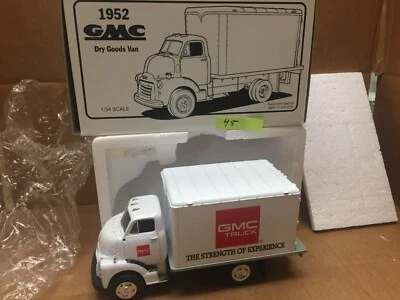 1952
GMC
Dry Goods Van
1/34 SCALE
45
GMC
TRUCK
THE STRENGTH OF EXPERIENCE